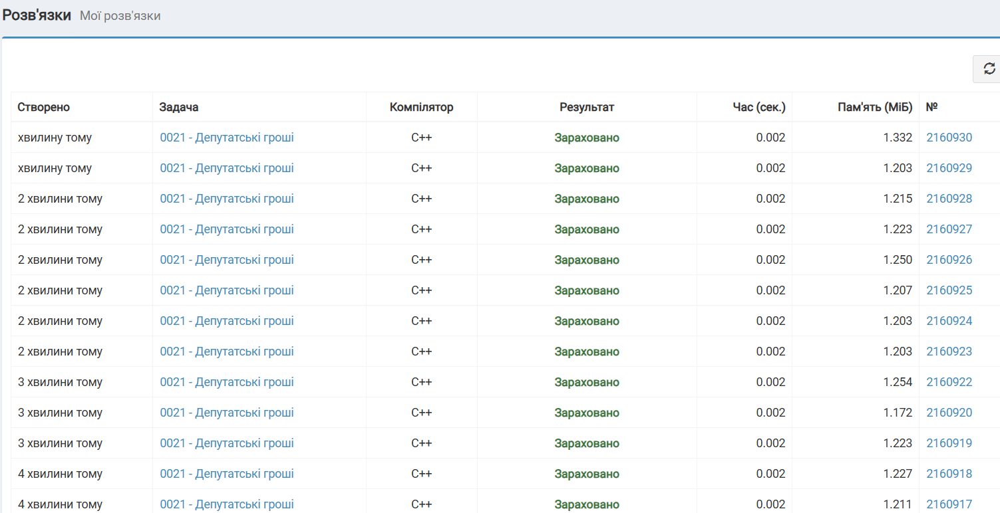 Розв'язки Мої розв'язки
Створено Задача Компілятор Результат Час (сек.) Пам'ять (МіБ) №
хвилину тому 0021 - Депутатські гроші C++ Зараховано 0.002 1.332 2160930
хвилину тому 0021 - Депутатські гроші C++ Зараховано 0.002 1.203 2160929
2 хвилини тому 0021 - Депутатські гроші C++ Зараховано 0.002 1.215 2160928
2 хвилини тому 0021 - Депутатські гроші C++ Зараховано 0.002 1.223 2160927
2 хвилини тому 0021 - Депутатські гроші C++ Зараховано 0.002 1.250 2160926
2 хвилини тому 0021 - Депутатські гроші C++ Зараховано 0.002 1.207 2160925
2 хвилини тому 0021 - Депутатські гроші C++ Зараховано 0.002 1.203 2160924
2 хвилини тому 0021 - Депутатські гроші C++ Зараховано 0.002 1.203 2160923
3 хвилини тому 0021 - Депутатські гроші C++ Зараховано 0.002 1.254 2160922
3 хвилини тому 0021 - Депутатські гроші C++ Зараховано 0.002 1.172 2160920
3 хвилини тому 0021 - Депутатські гроші C++ Зараховано 0.002 1.223 2160919
4 хвилини тому 0021 - Депутатські гроші C++ Зараховано 0.002 1.227 2160918
4 хвилини тому 0021 - Депутатські гроші C++ Зараховано 0.002 1.211 2160917